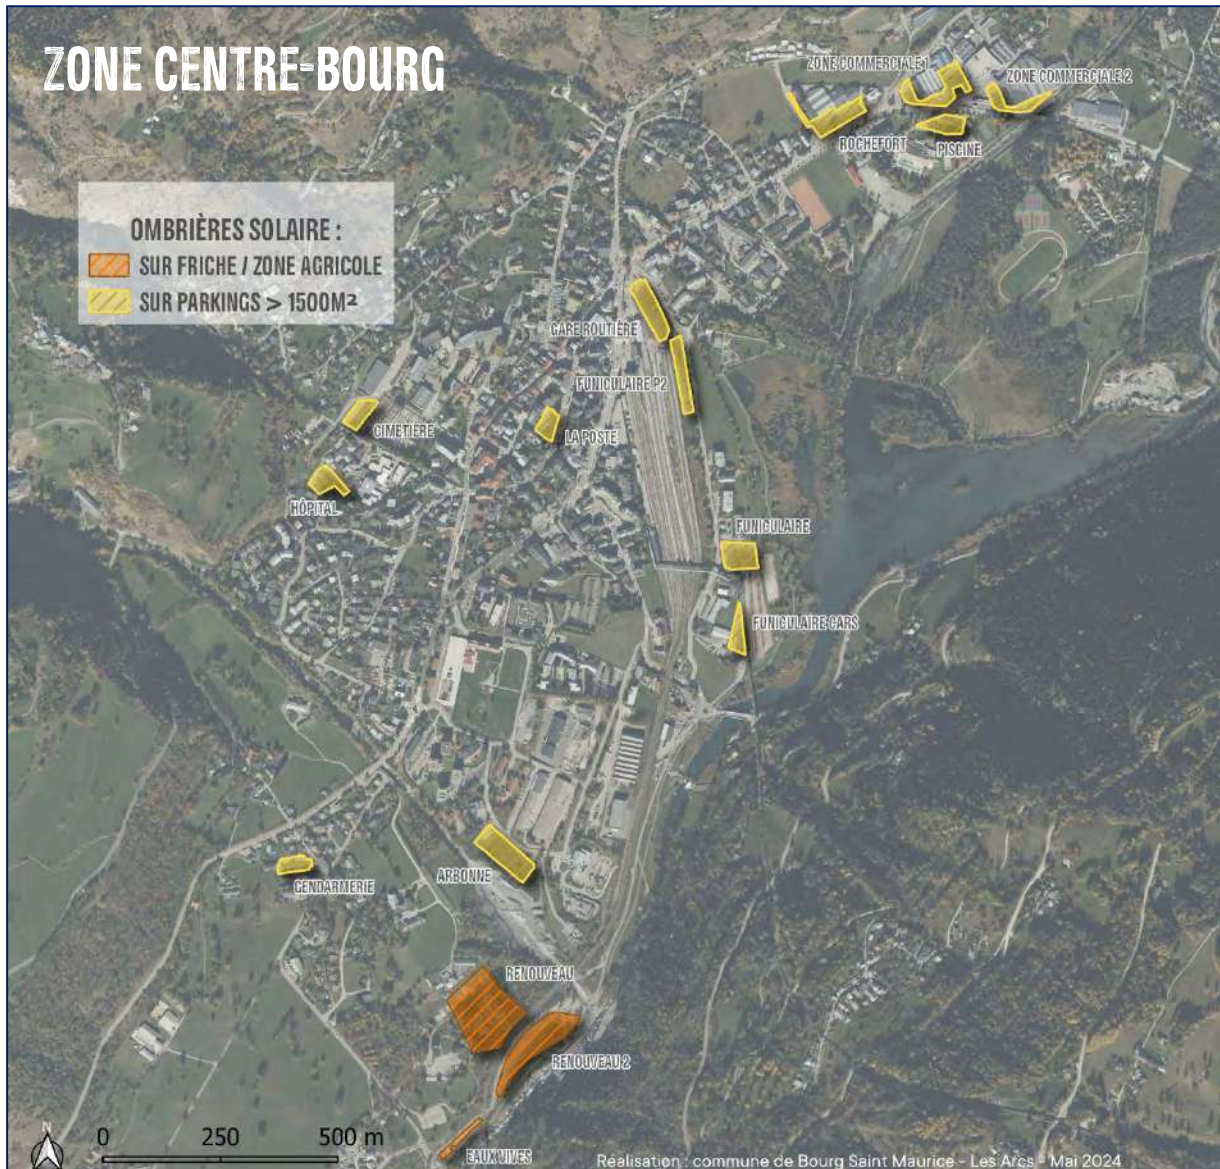 ZONE CENTRE-BOURG
ZONE COMMERCIALE 1
ZONE COMMERCIALE 2
ROCHEFORT
PISCINE
OMBRIÈRES SOLAIRE :
SUR FRICHE / ZONE AGRICOLE
SUR PARKINGS > 1500M²
GARE ROUTIÈRE
FUNICULAIRE P2
CIMETIÈRE
LA POSTE
HÔPITAL
FUNICULAIRE
FUNICULAIRE CARS
ARBONNE
GENDARMERIE
RENOUVEAU
RENOUVEAU 2
N
0 250 500 m
EAUX VIVES
Réalisation : commune de Bourg Saint Maurice - Les Arcs - Mai 2024